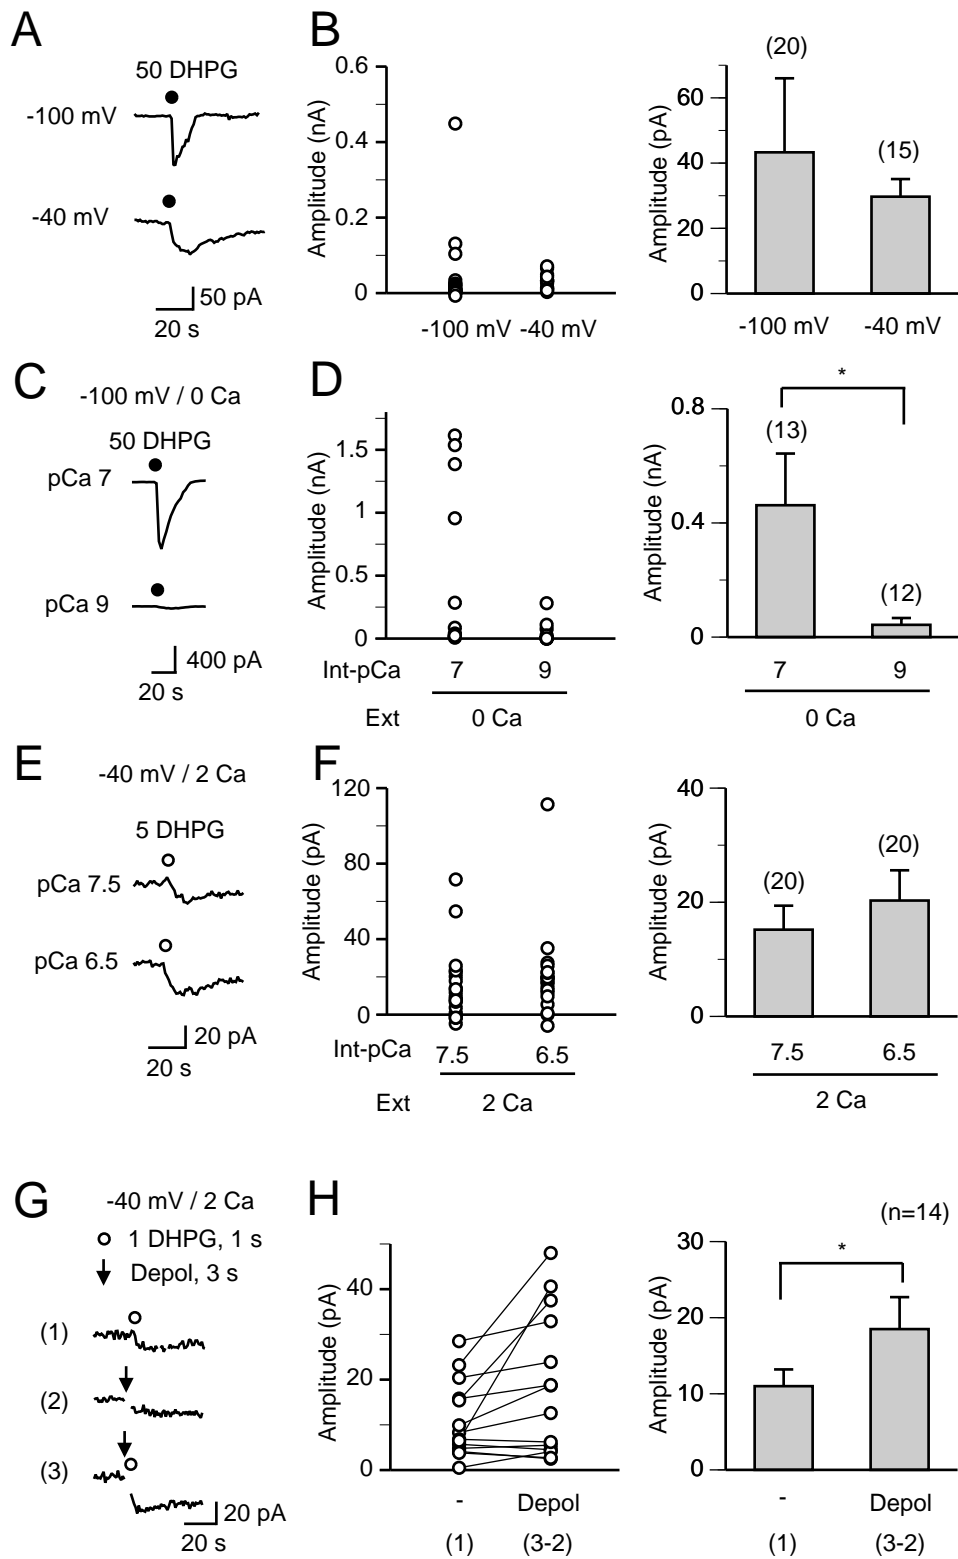 A
50 DHPG
-100 mV
-40 mV
50 pA
20 s
B
Amplitude (nA)
0.6
0.4
0.2
0
-100 mV -40 mV
Amplitude (pA)
60
40
20
0
(20)
(15)
-100 mV -40 mV
C
-100 mV / 0 Ca
50 DHPG
pCa 7
pCa 9
400 pA
20 s
D
Amplitude (nA)
1.5
1
0.5
0
Int-pCa 7 9
Ext 0 Ca
Amplitude (nA)
0.8
0.4
0
*
(13)
(12)
7 9
0 Ca
E
-40 mV / 2 Ca
5 DHPG
pCa 7.5
pCa 6.5
20 pA
20 s
F
Amplitude (pA)
120
80
40
0
Int-pCa 7.5 6.5
Ext 2 Ca
Amplitude (pA)
40
20
0
(20)
(20)
7.5 6.5
2 Ca
G
-40 mV / 2 Ca
1 DHPG, 1 s
Depol, 3 s
(1)
(2)
(3)
20 pA
20 s
H
Amplitude (pA)
40
20
0
- Depol
(1) (3-2)
(n=14)
Amplitude (pA)
30
20
10
0
*
- Depol
(1) (3-2)